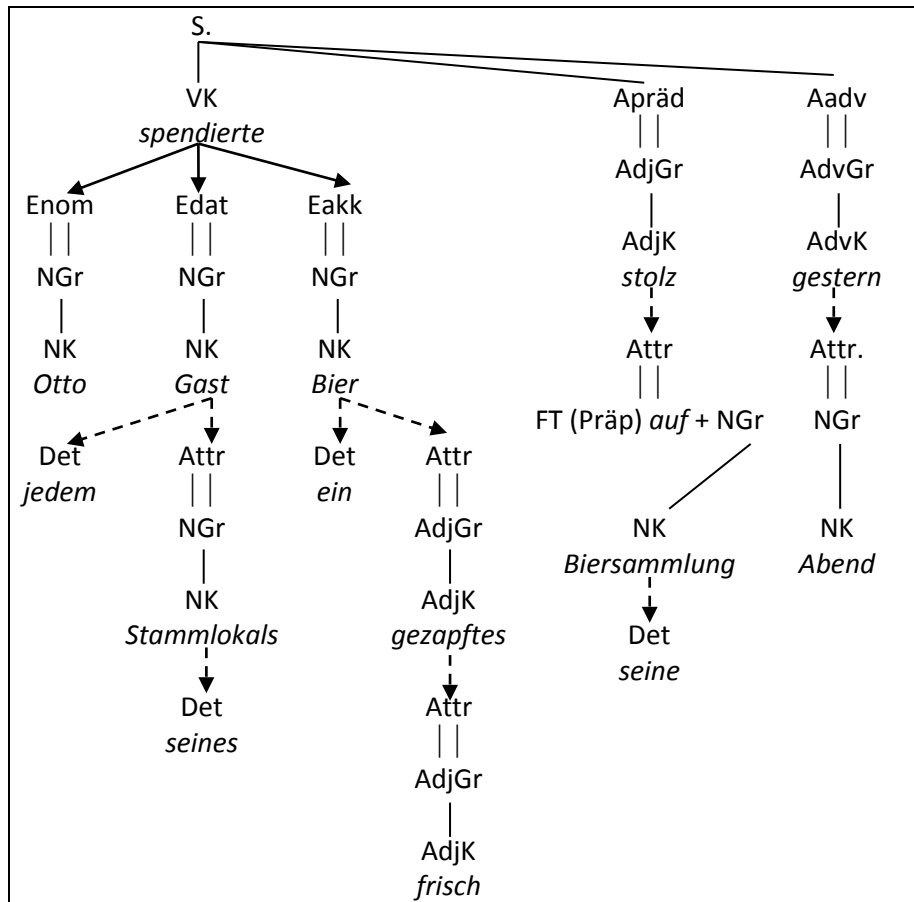 S.
VK Apräd Aadv
spendierte
AdjGr AdvGr
Enom Edat Eakk
AdjK AdvK
stolz gestern
NGr NGr NGr
NK NK NK Attr Attr.
Otto Gast Bier
FT (Präp) auf + NGr NGr
Det Attr Det Attr
jedem ein
NGr AdjGr NK NK
Biersammlung Abend
NK AdjK
Stammlokals gezapftes Det
seine
Det Attr
seines
AdjGr
AdjK
frisch